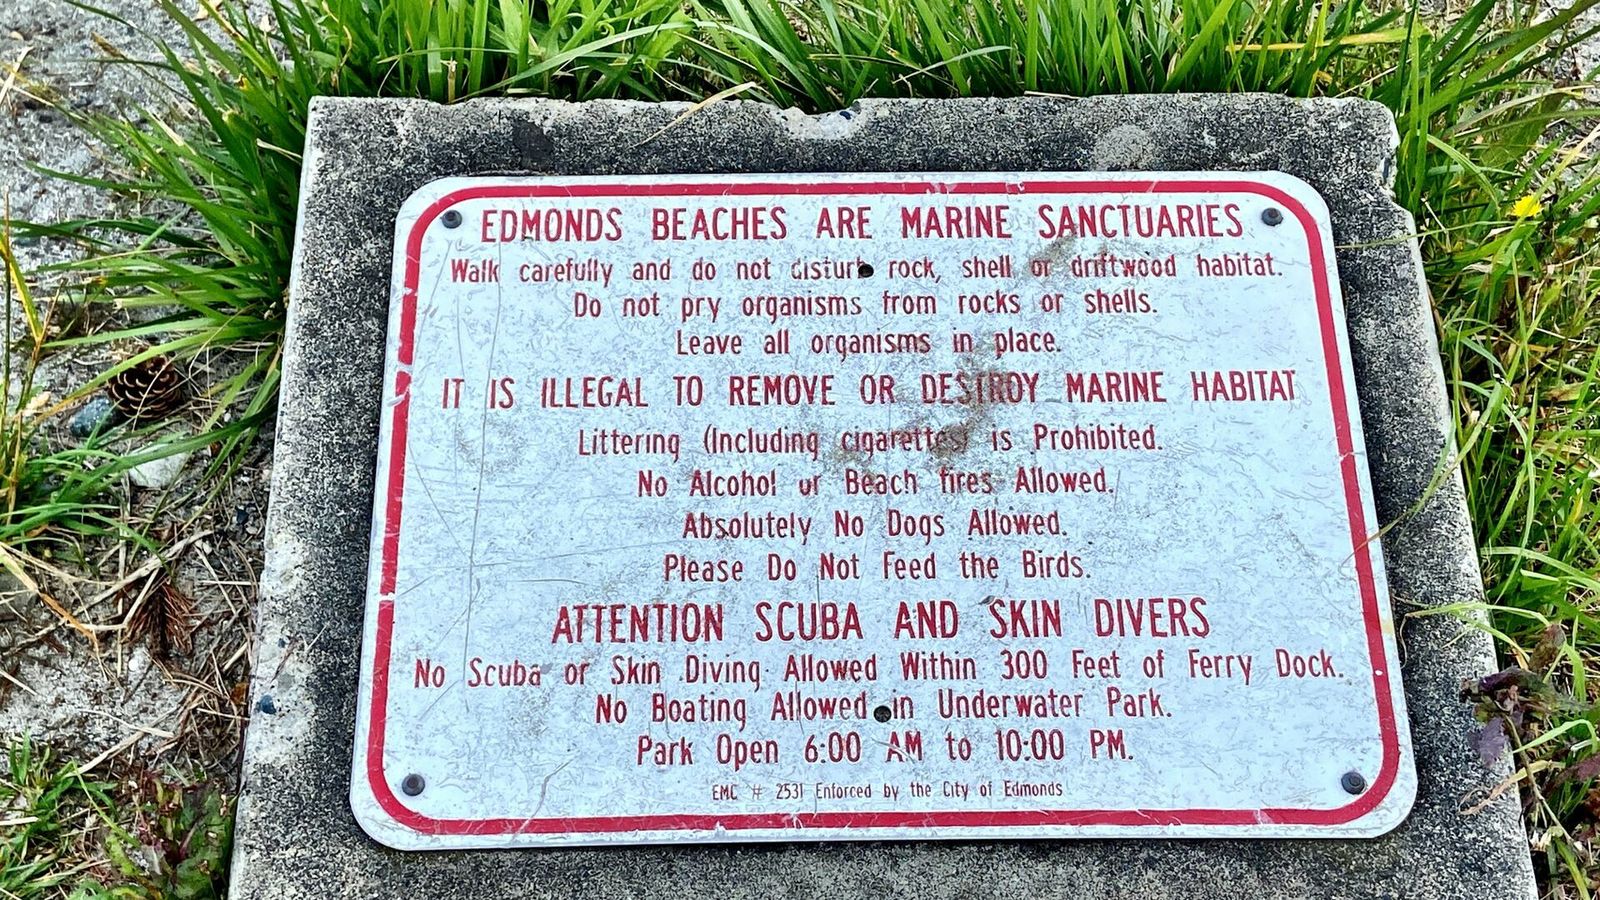 EDMONDS BEACHES ARE MARINE SANCTUARIES
Walk carefully and do not disturb rock, shell or driftwood habitat.
Do not pry organisms from rocks or shells.
Leave all organisms in place.
IT IS ILLEGAL TO REMOVE OR DESTROY MARINE HABITAT
Littering (Including cigarettes) is Prohibited.
No Alcohol or Beach fires Allowed.
Absolutely No Dogs Allowed.
Please Do Not Feed the Birds.
ATTENTION SCUBA AND SKIN DIVERS
No Scuba or Skin Diving Allowed Within 300 Feet of Ferry Dock.
No Boating Allowed in Underwater Park.
Park Open 6:00 AM to 10:00 PM.
EMC # 2531 Enforced by the City of Edmonds